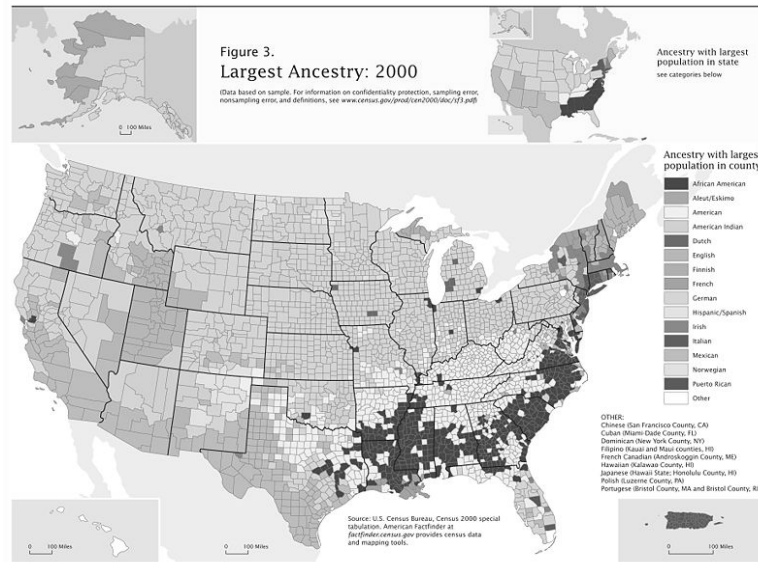 Figure 3.
Largest Ancestry: 2000
(Data based on sample. For information on confidentiality protection, sampling error,
nonsampling error, and definitions, see www.census.gov/prod/cen2000/doc/sf3.pdf)
0 100 Miles
Ancestry with largest
population in state
see categories below
Ancestry with larges
population in county
African American
Aleut/Eskimo
American
American Indian
Dutch
English
Finnish
French
German
Hispanic/Spanish
Irish
Italian
Mexican
Norwegian
Puerto Rican
Other
OTHER:
Chinese (San Francisco County, CA)
Cuban (Miami-Dade County, FL)
Dominican (New York County, NY)
Filipino (Kauai and Maui counties, HI)
French Canadian (Androskoggin County, ME)
Hawaiian (Kalawao County, HI)
Japanese (Hawaii State; Honolulu County, HI)
Polish (Luzerne County, PA)
Portugese (Bristol County, MA and Bristol County, RI
Source: U.S. Census Bureau, Census 2000 special
tabulation. American Factfinder at
factfinder.census.gov provides census data
and mapping tools.
0 100 Miles
0 100 Miles
0 100 Miles